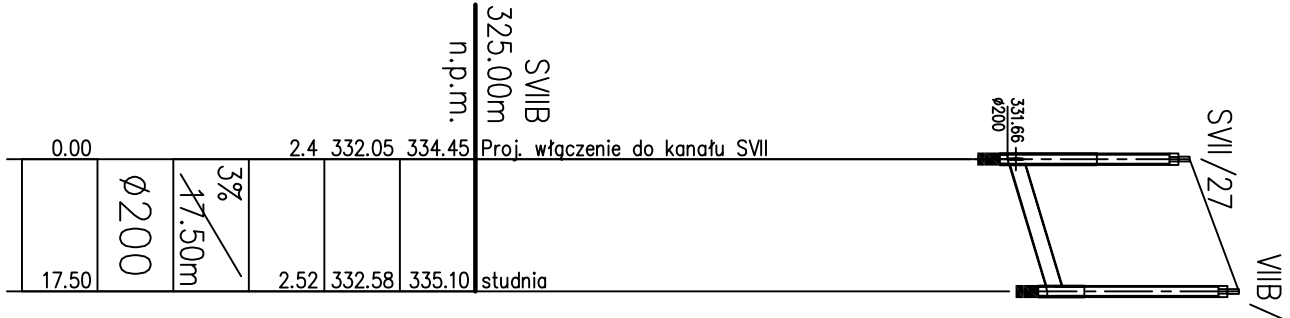 SVIIB
325.00m
n.p.m.
0.00 2.4 332.05 334.45 Proj. włączenie do kanału SVII
3%
17.50m
ø200
17.50 2.52 332.58 335.10 studnia
331.66
ø200
SVII/27
VIIB/